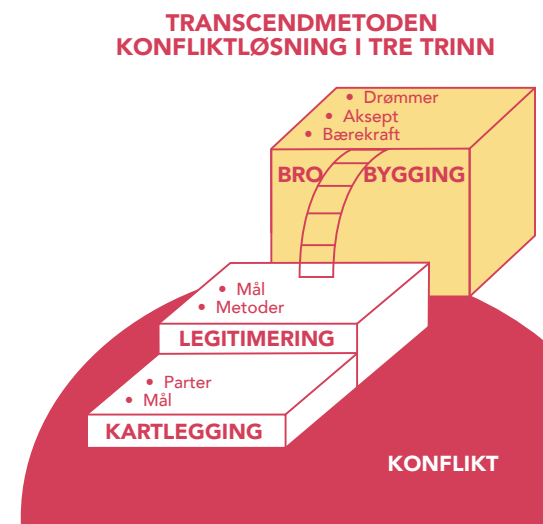 TRANSCENDMETODEN
KONFLIKTLØSNING I TRE TRINN
• Drømmer
• Aksept
• Bærekraft
BRO BYGGING
• Mål
• Metoder
LEGITIMERING
• Parter
• Mål
KARTLEGGING
KONFLIKT